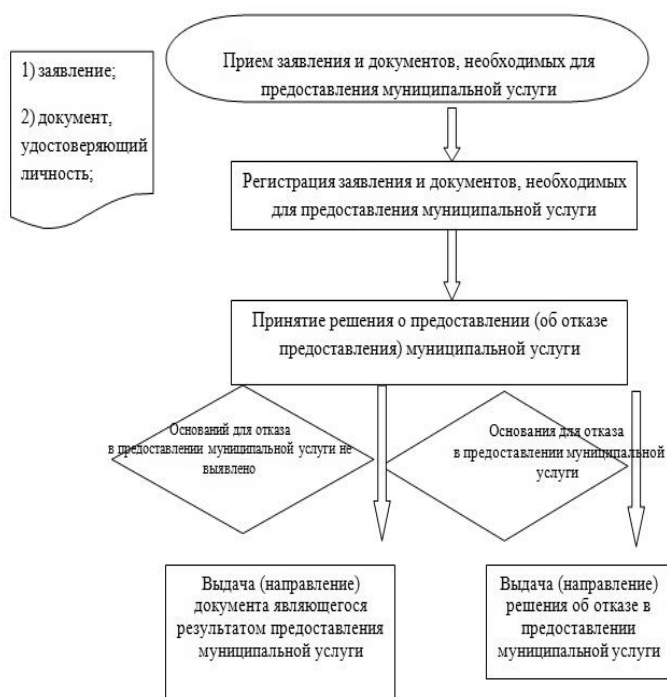 1) заявление;
2) документ,
удостоверяющий
личность;
Прием заявления и документов, необходимых для
предоставления муниципальной услуги
Регистрация заявления и документов, необходимых
для предоставления муниципальной услуги
Принятие решения о предоставлении (об отказе
предоставления) муниципальной услуги
Оснований для отказа
в предоставлении муниципальной услуги не
выявлено
Основания для отказа
в предоставлении муниципальной
услуги
Выдача (направление)
документа являющегося
результатом предоставления
муниципальной услуги
Выдача (направление)
решения об отказе в
предоставлении
муниципальной услуги